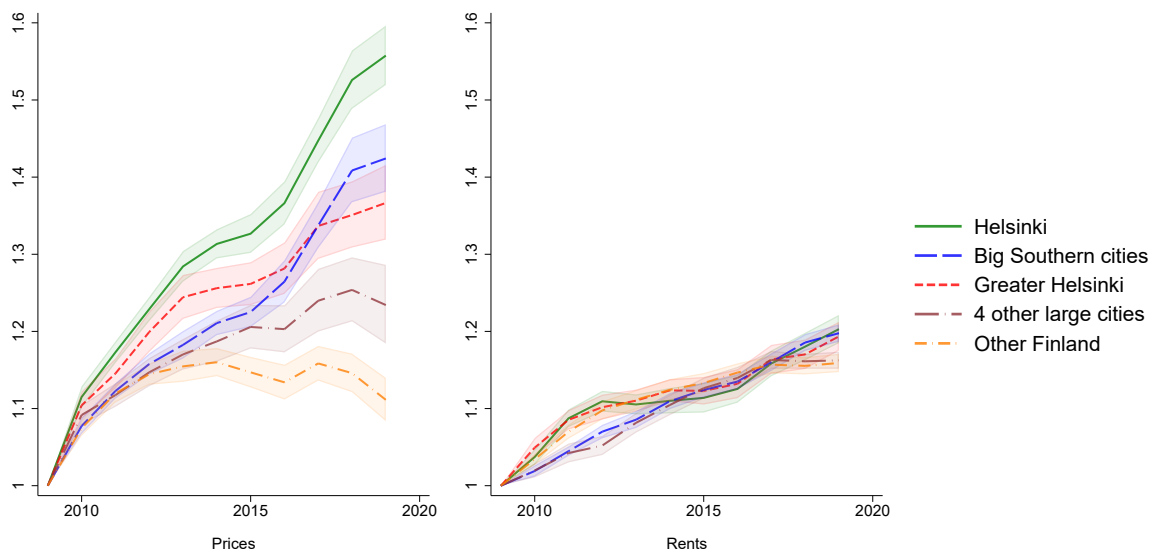 1.6
1.5
1.4
1.3
1.2
1.1
1
2010 2015 2020
Prices
1.6
1.5
1.4
1.3
1.2
1.1
1
2010 2015 2020
Rents
Helsinki
Big Southern cities
Greater Helsinki
4 other large cities
Other Finland